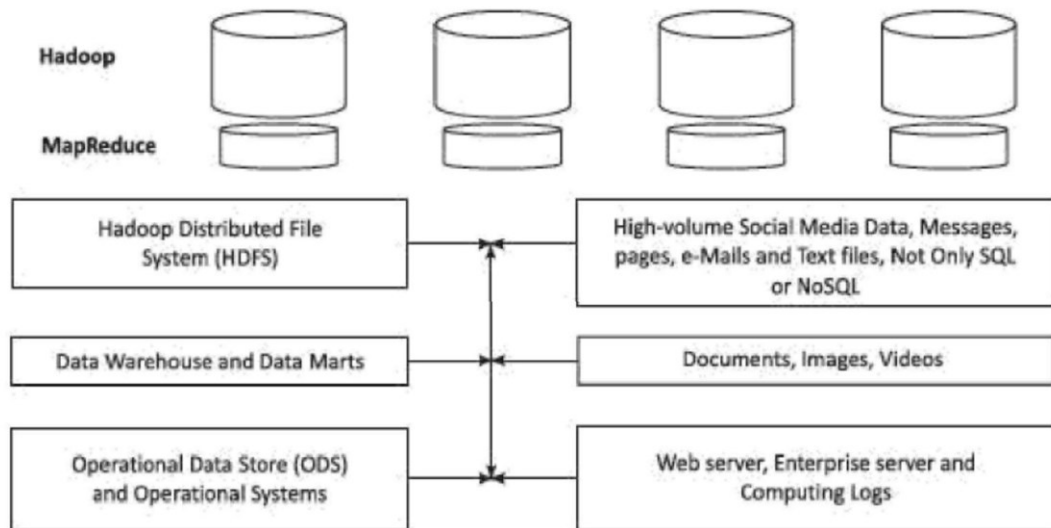 Hadoop
MapReduce
Hadoop Distributed File
System (HDFS)
High-volume Social Media Data, Messages,
pages, e-Mails and Text files, Not Only SQL
or NoSQL
Data Warehouse and Data Marts
Documents, Images, Videos
Operational Data Store (ODS)
and Operational Systems
Web server, Enterprise server and
Computing Logs